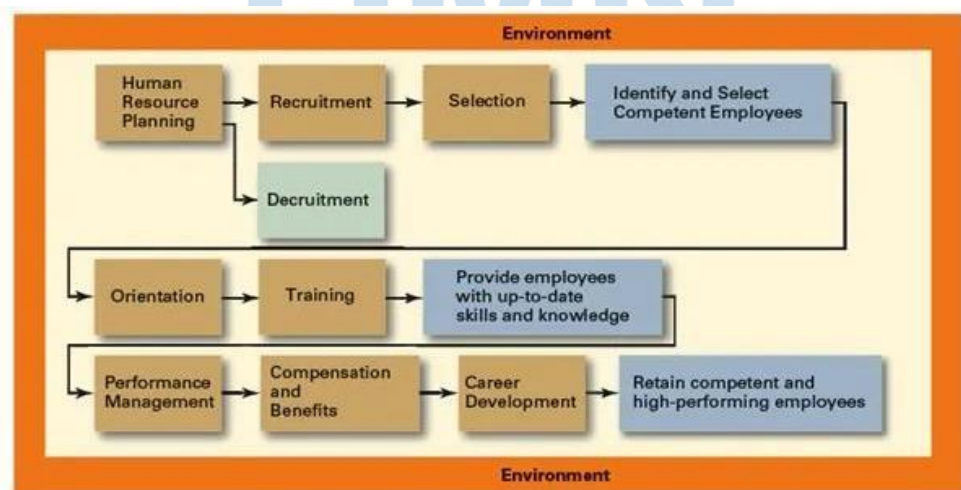 Environment
Human
Resource
Planning
Recruitment
Selection
Identify and Select
Competent Employees
Decruitment
Orientation
Training
Provide employees
with up-to-date
skills and knowledge
Performance
Management
Compensation
and
Benefits
Career
Development
Retain competent and
high-performing employees
Environment